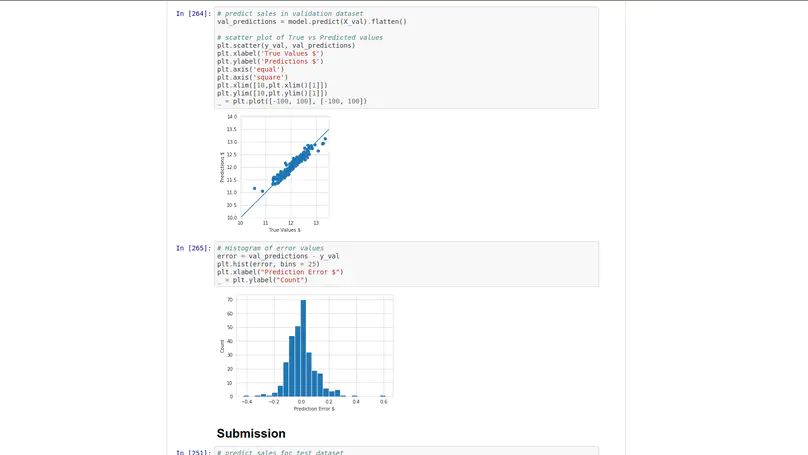 In [264]:
# predict sales in validation dataset
val_predictions = model.predict(X_val).flatten()
# scatter plot of True vs Predicted values
plt.scatter(y_val, val_predictions)
plt.xlabel('True Values $')
plt.ylabel('Predictions $')
plt.axis('equal')
plt.axis('square')
plt.xlim([10,plt.xlim()[1]])
plt.ylim([10,plt.ylim()[1]])
_ = plt.plot([-100, 100], [-100, 100])
14.0
13.5
13.0
12.5
12.0
11.5
11.0
10.5
10.0
Predictions $
10 11 12 13
True Values $
In [265]:
# Histogram of error values
error = val_predictions - y_val
plt.hist(error, bins = 25)
plt.xlabel("Prediction Error $")
_ = plt.ylabel("Count")
70
60
50
40
30
20
10
0
Count
−0.4 −0.2 0.0 0.2 0.4 0.6
Prediction Error $
Submission
In [251]:
# predict sales for test dataset